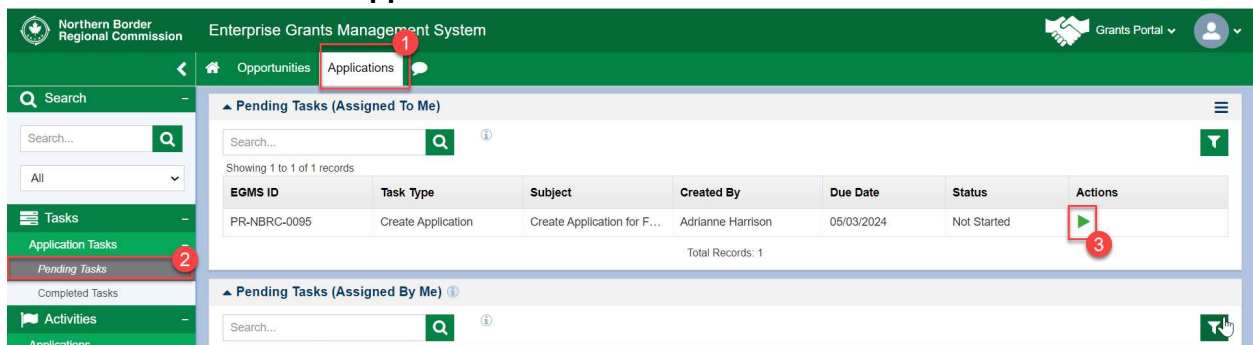 Northern Border
Regional Commission
Enterprise Grants Management System
Grants Portal
1
Opportunities
Applications
Search
Search...
All
Tasks
Application Tasks
Pending Tasks
2
Completed Tasks
Activities
Applications
Pending Tasks (Assigned To Me)
Search...
Showing 1 to 1 of 1 records
EGMS ID Task Type Subject Created By Due Date Status Actions
PR-NBRC-0095 Create Application Create Application for F... Adrianne Harrison 05/03/2024 Not Started
3
Total Records: 1
Pending Tasks (Assigned By Me)
Search...